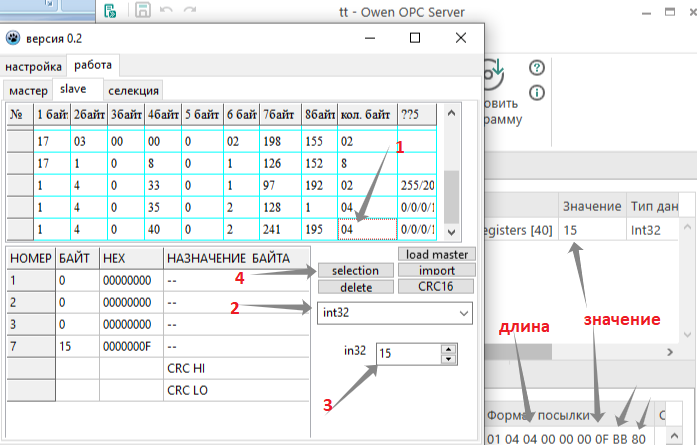 tt - Owen OPC Server
версия 0.2
настройка работа
мастер slave селекция
№ 1 байт 2байт 3байт 4байт 5 байт 6 байт 7байт 8байт кол. байт ??5
17 03 00 00 0 02 198 155 02
17 1 0 8 0 1 126 152 8
1 4 0 33 0 1 97 192 02 255/20
1 4 0 35 0 2 128 1 04 0/0/0/1
1 4 0 40 0 2 241 195 04 0/0/0/1
1
НОМЕР БАЙТ HEX НАЗНАЧЕНИЕ БАЙТА
1 0 00000000 --
2 0 00000000 --
3 0 00000000 --
7 15 0000000F --
CRC HI
CRC LO
load master
4 selection import
delete CRC16
2 int32
in32 15
3
овить
рамму
Значение Тип дан
egisters [40] 15 Int32
длина значение
Формат посылки С
01 04 04 00 00 00 0F BB 80